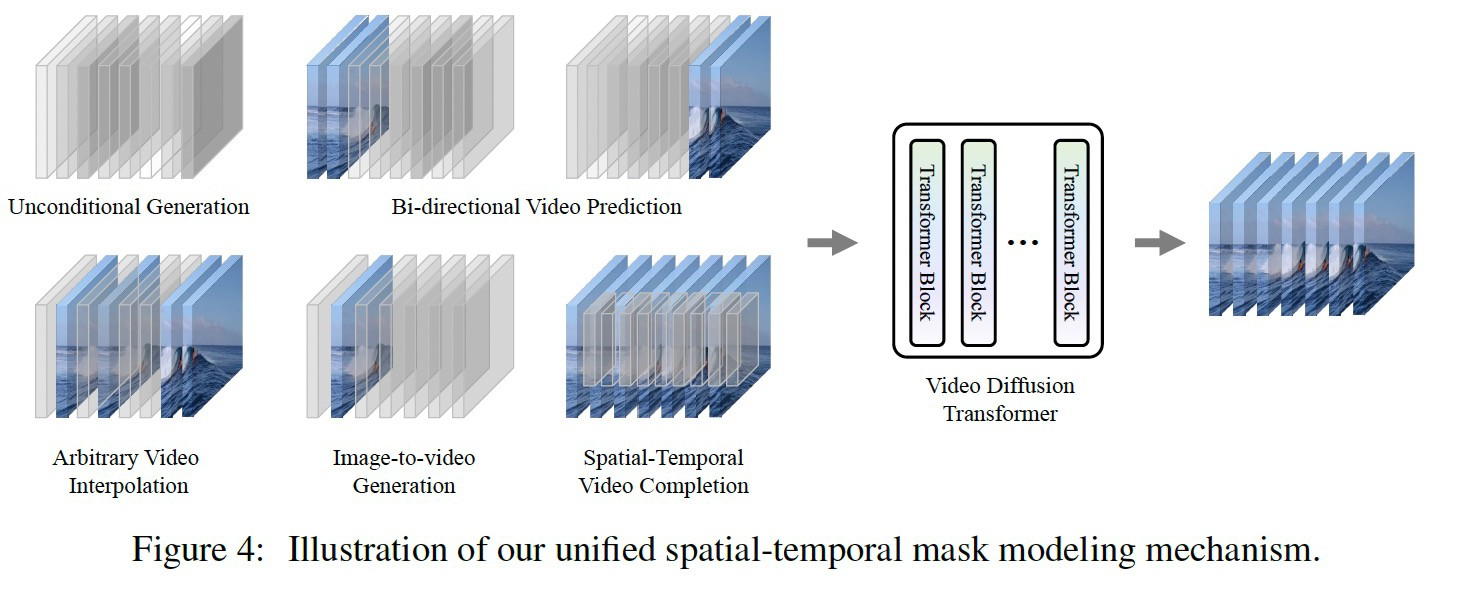 Unconditional Generation
Bi-directional Video Prediction
Arbitrary Video
Interpolation
Image-to-video
Generation
Spatial-Temporal
Video Completion
Transformer Block
Transformer Block
...
Transformer Block
Video Diffusion
Transformer
Figure 4: Illustration of our unified spatial-temporal mask modeling mechanism.